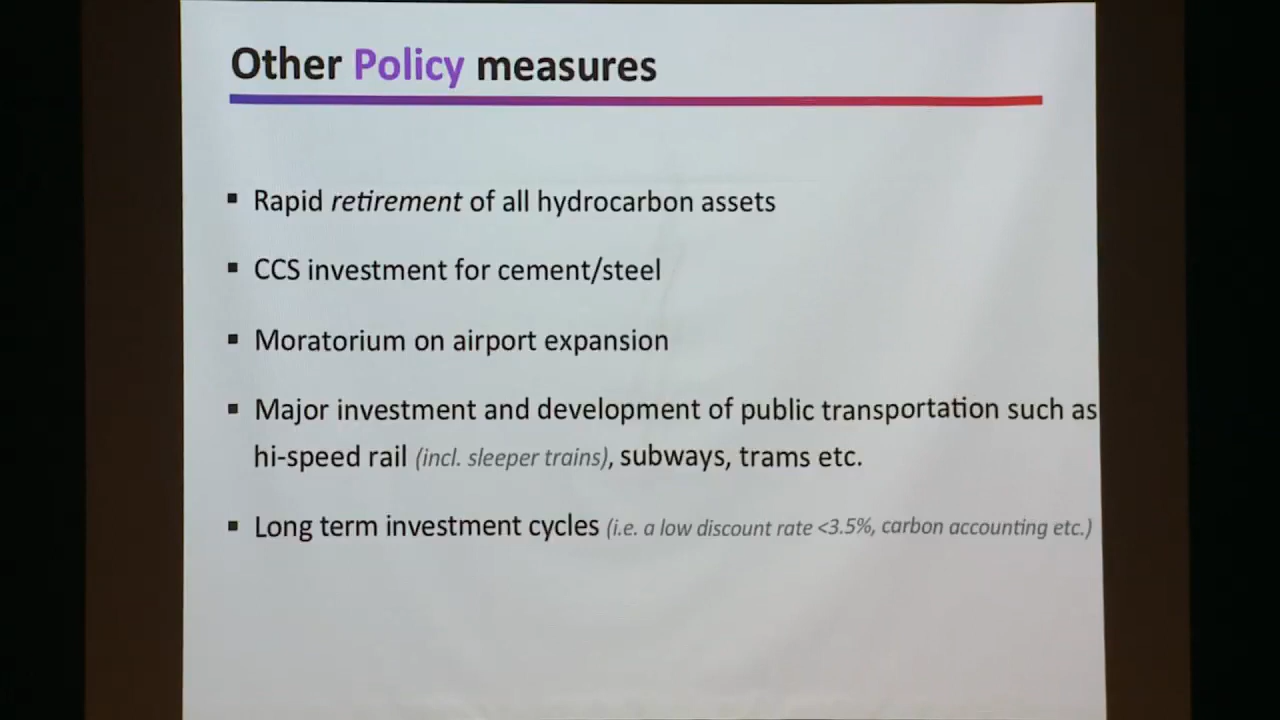 Other Policy measures
▪ Rapid retirement of all hydrocarbon assets
▪ CCS investment for cement/steel
▪ Moratorium on airport expansion
▪ Major investment and development of public transportation such as
hi-speed rail (incl. sleeper trains), subways, trams etc.
▪ Long term investment cycles (i.e. a low discount rate <3.5%, carbon accounting etc.)